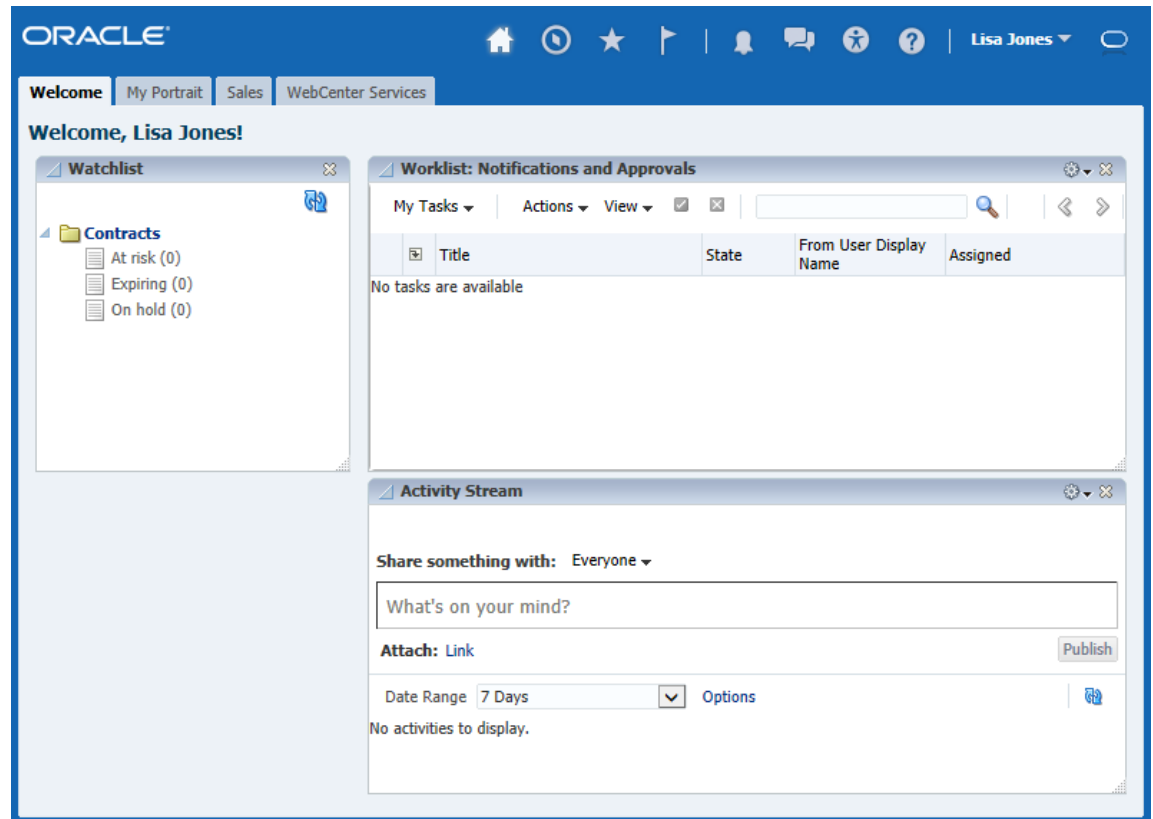 ORACLE
Lisa Jones
Welcome My Portrait Sales WebCenter Services
Welcome, Lisa Jones!
Watchlist
Contracts
At risk (0)
Expiring (0)
On hold (0)
Worklist: Notifications and Approvals
My Tasks Actions View
Title State From User Display Name Assigned
No tasks are available
Activity Stream
Share something with: Everyone
What's on your mind?
Attach: Link Publish
Date Range 7 Days Options
No activities to display.